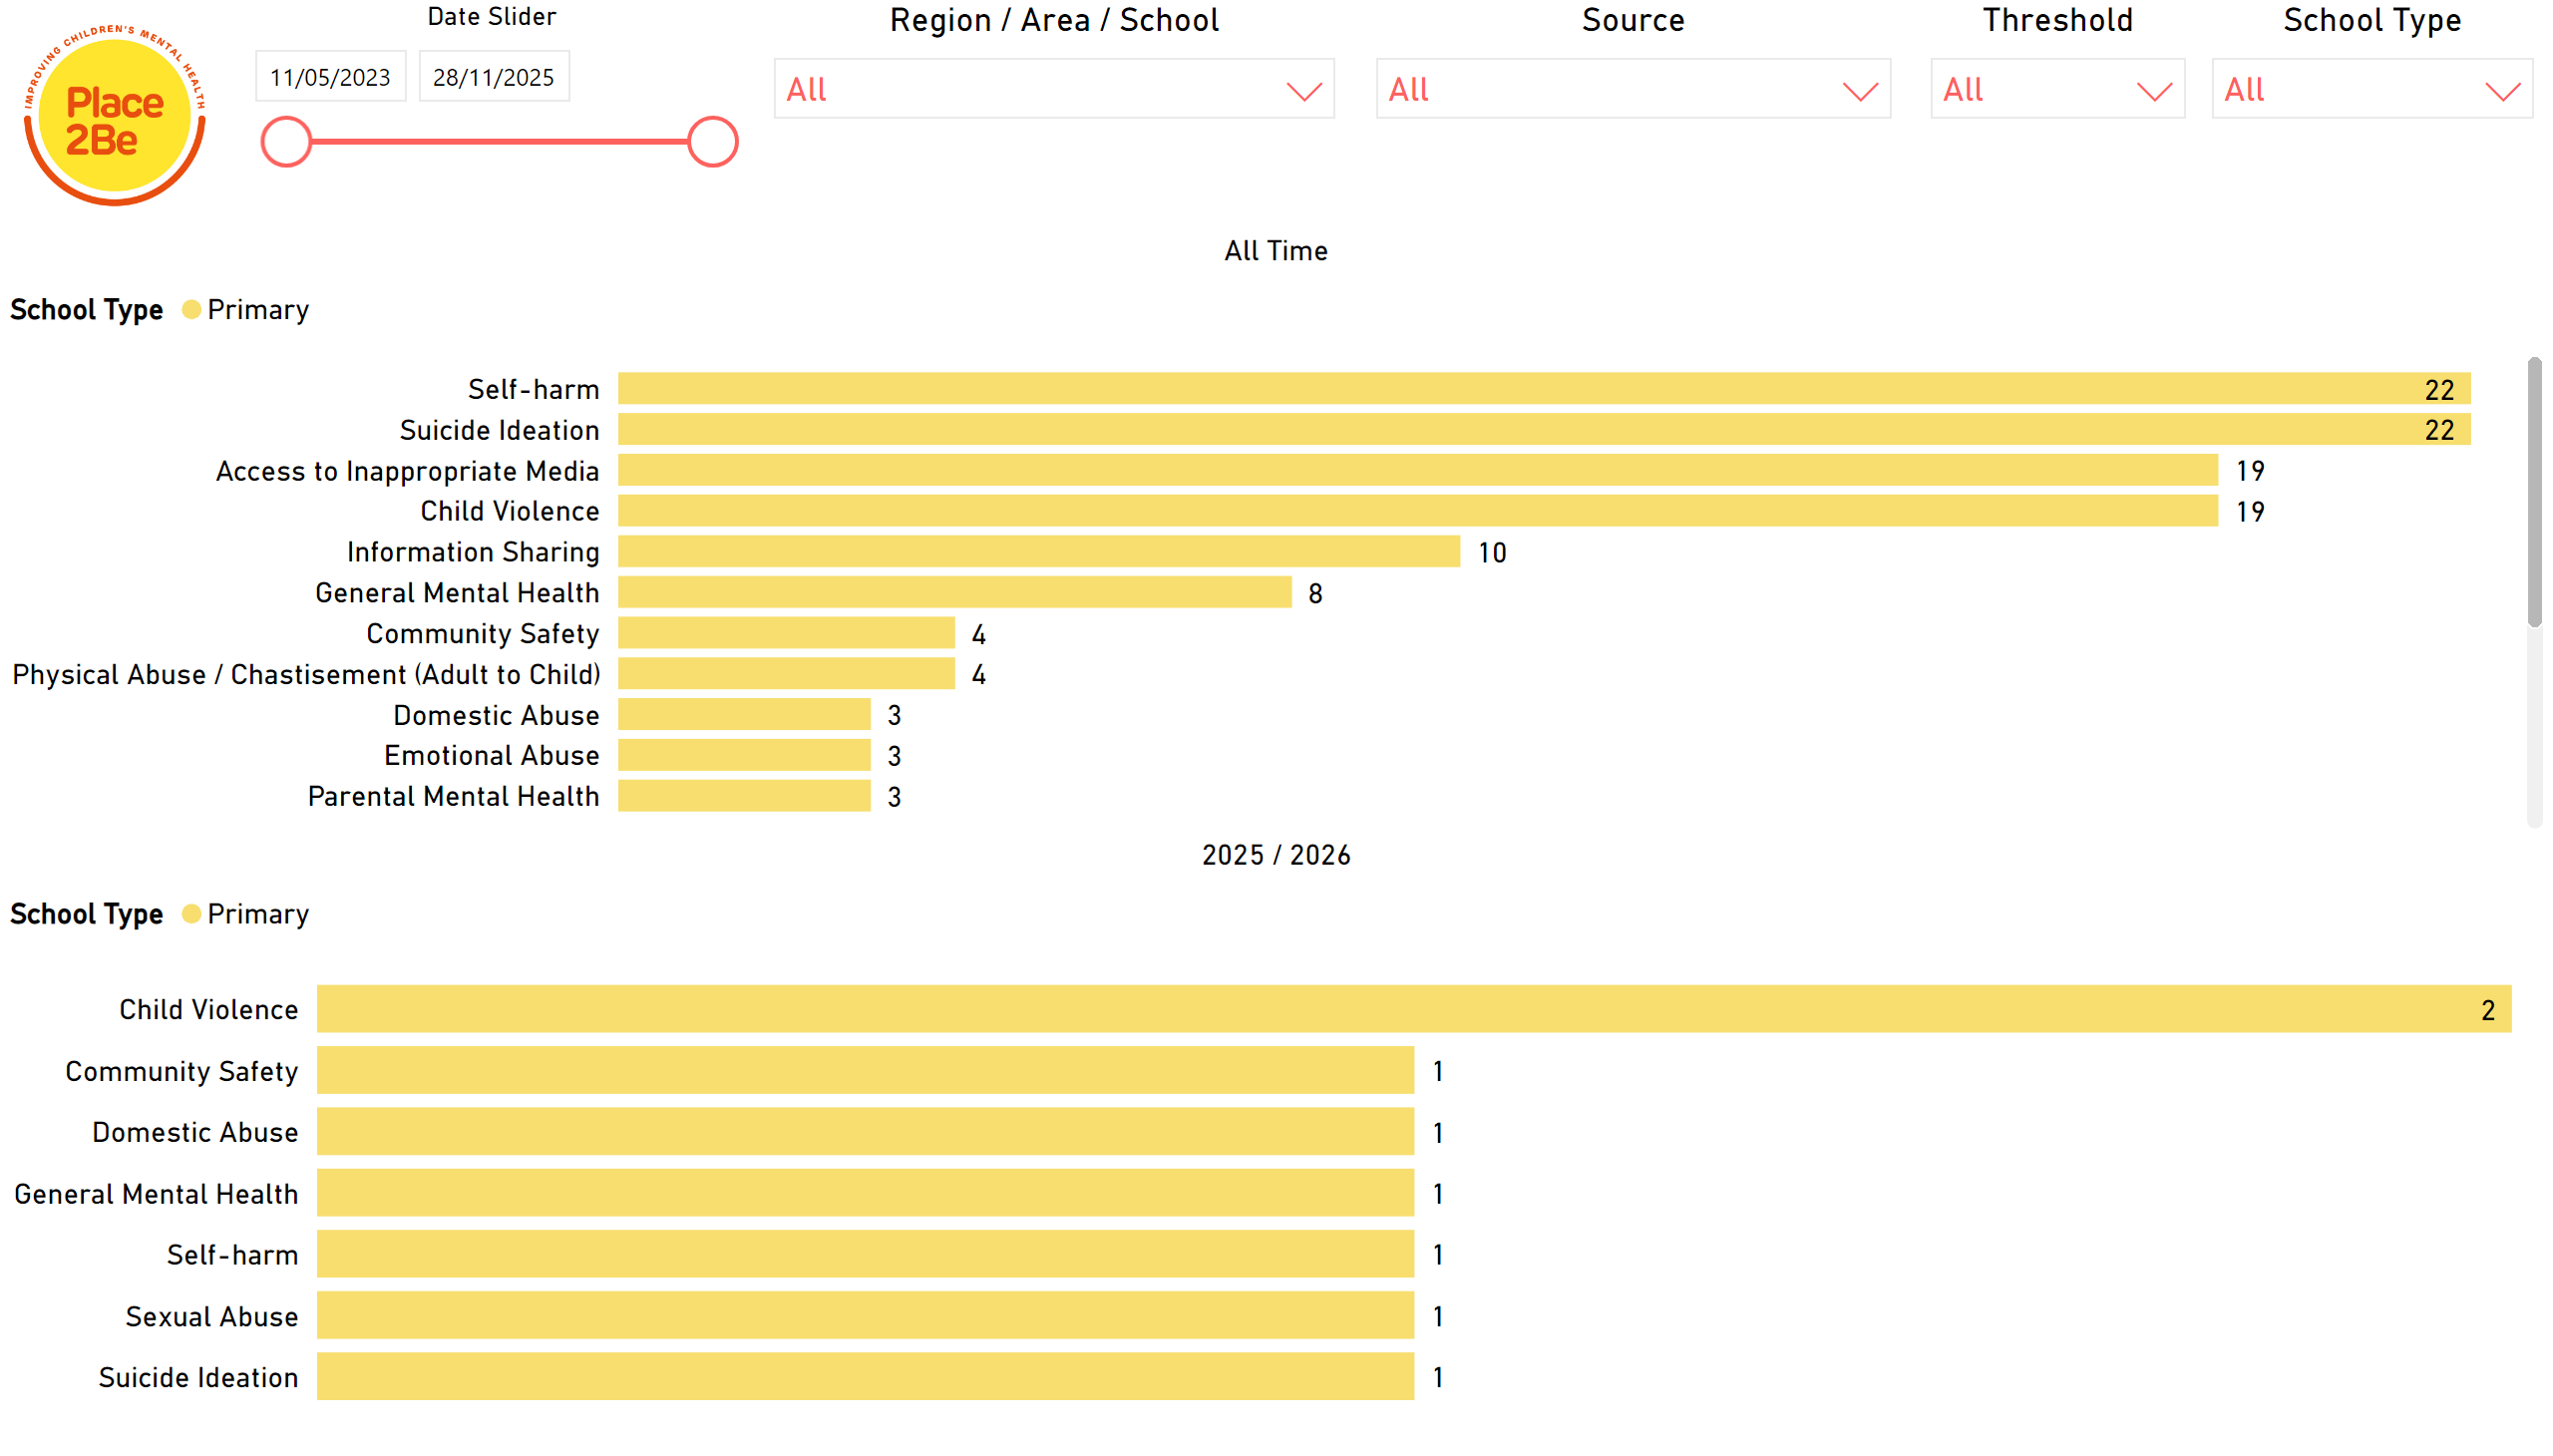 Date Slider
Region / Area / School
Source
Threshold
School Type
IMPROVING CHILDREN'S MENTAL HEALTH
Place
2Be
11/05/2023
28/11/2025
All
All
All
All
All Time
School Type Primary
Self-harm 22
Suicide Ideation 22
Access to Inappropriate Media 19
Child Violence 19
Information Sharing 10
General Mental Health 8
Community Safety 4
Physical Abuse / Chastisement (Adult to Child) 4
Domestic Abuse 3
Emotional Abuse 3
Parental Mental Health 3
2025 / 2026
School Type Primary
Child Violence 2
Community Safety 1
Domestic Abuse 1
General Mental Health 1
Self-harm 1
Sexual Abuse 1
Suicide Ideation 1